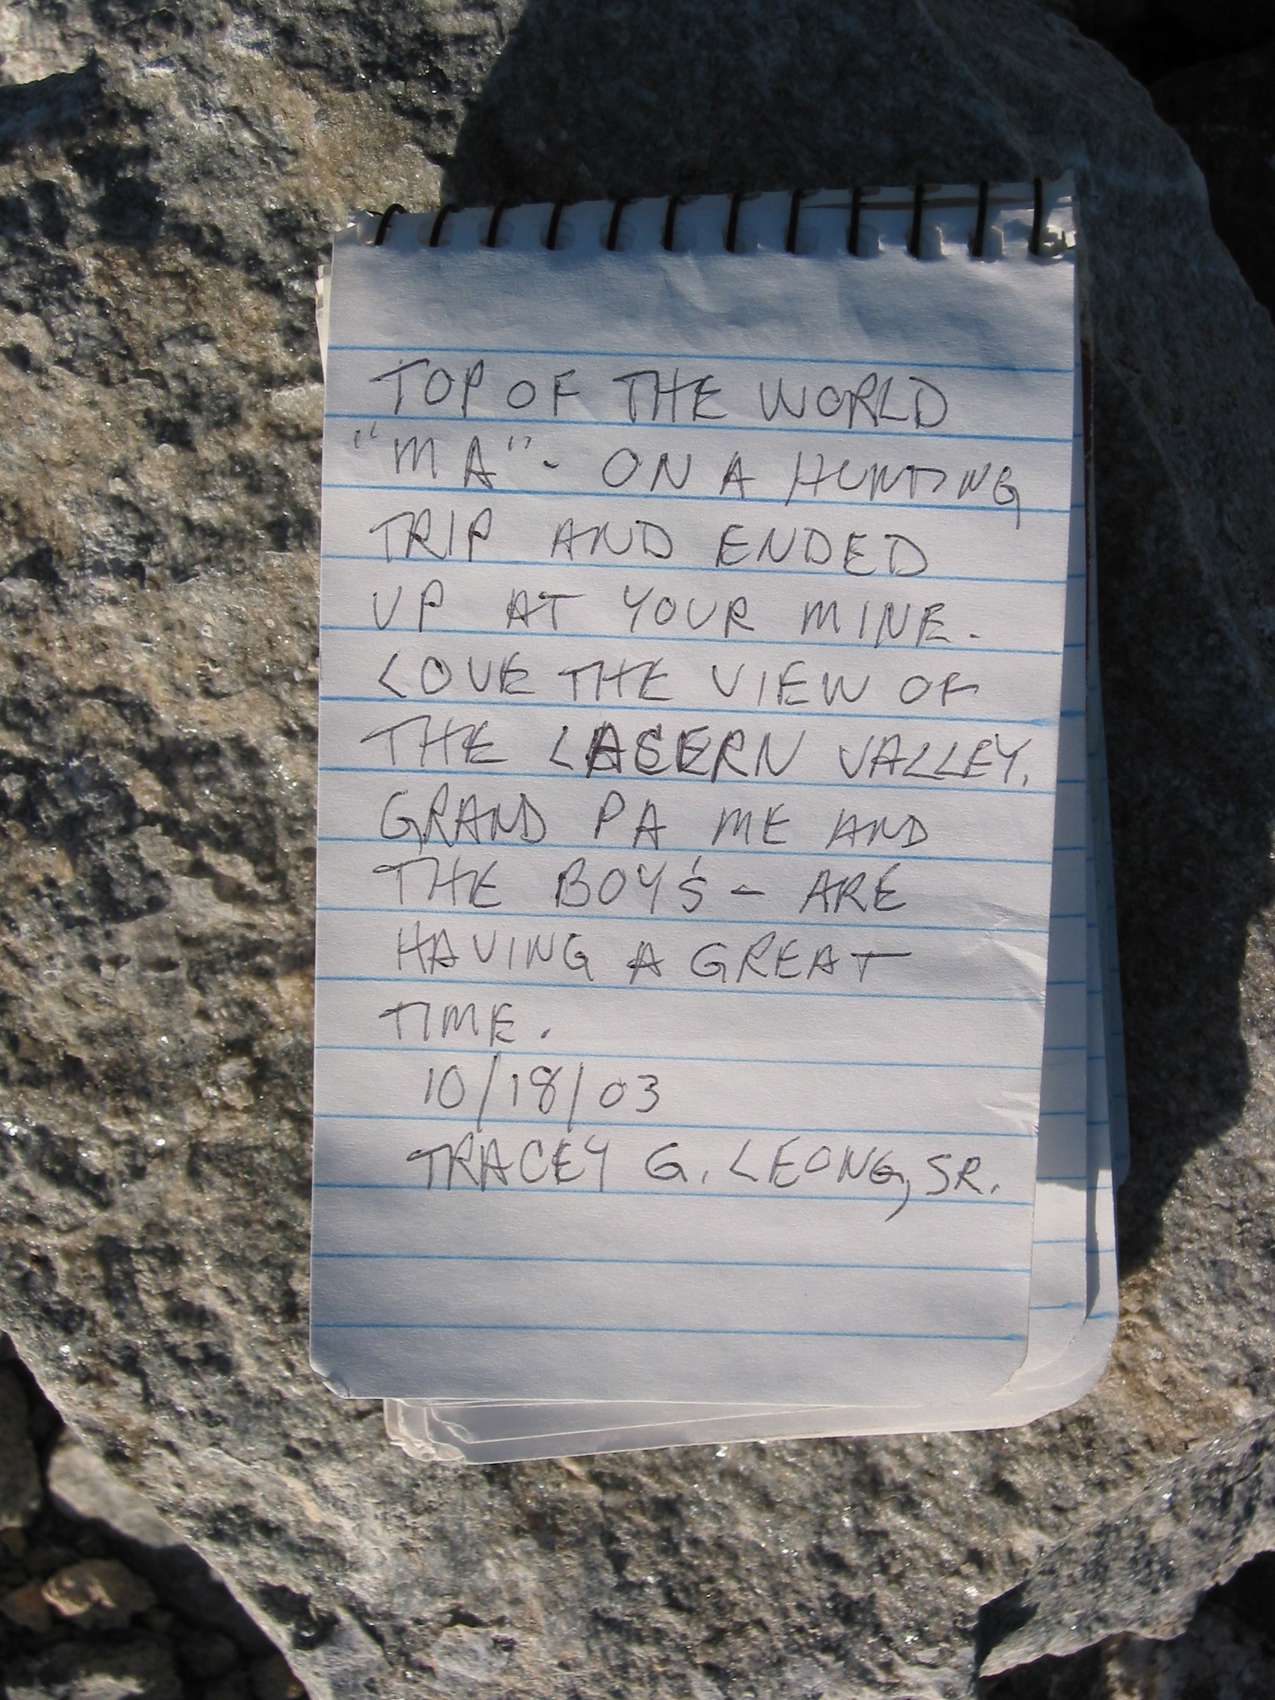 TOP OF THE WORLD
"MA" - ON A HUNTING
TRIP AND ENDED
UP AT YOUR MINE.
LOVE THE VIEW OF
THE LACERN VALLEY.
GRAND PA ME AND
THE BOY'S - ARE
HAVING A GREAT
TIME.
10/18/03
TRACEY G. LEONG, SR.